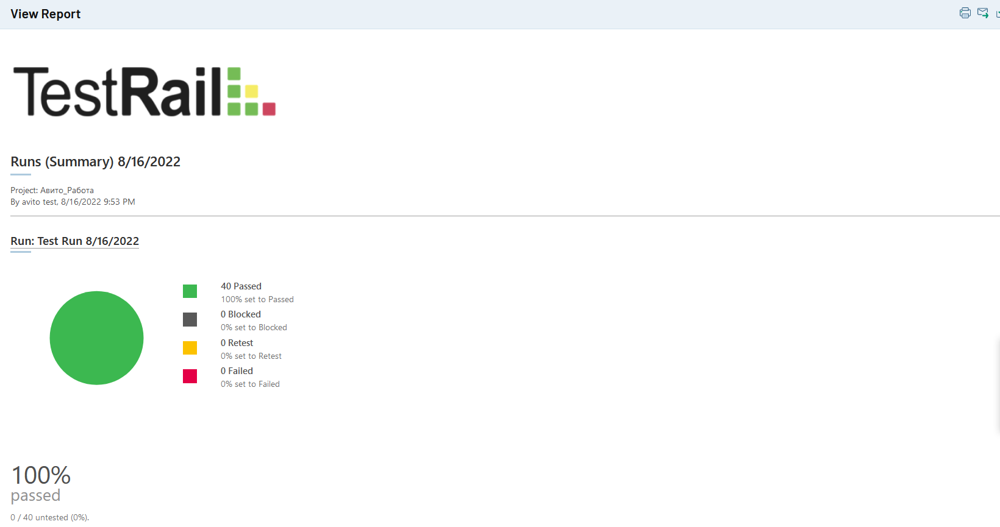 View Report
TestRail
Runs (Summary) 8/16/2022
Project: Авито_Работа
By avito test, 8/16/2022 9:53 PM
Run: Test Run 8/16/2022
40 Passed
100% set to Passed
0 Blocked
0% set to Blocked
0 Retest
0% set to Retest
0 Failed
0% set to Failed
100%
passed
0 / 40 untested (0%).